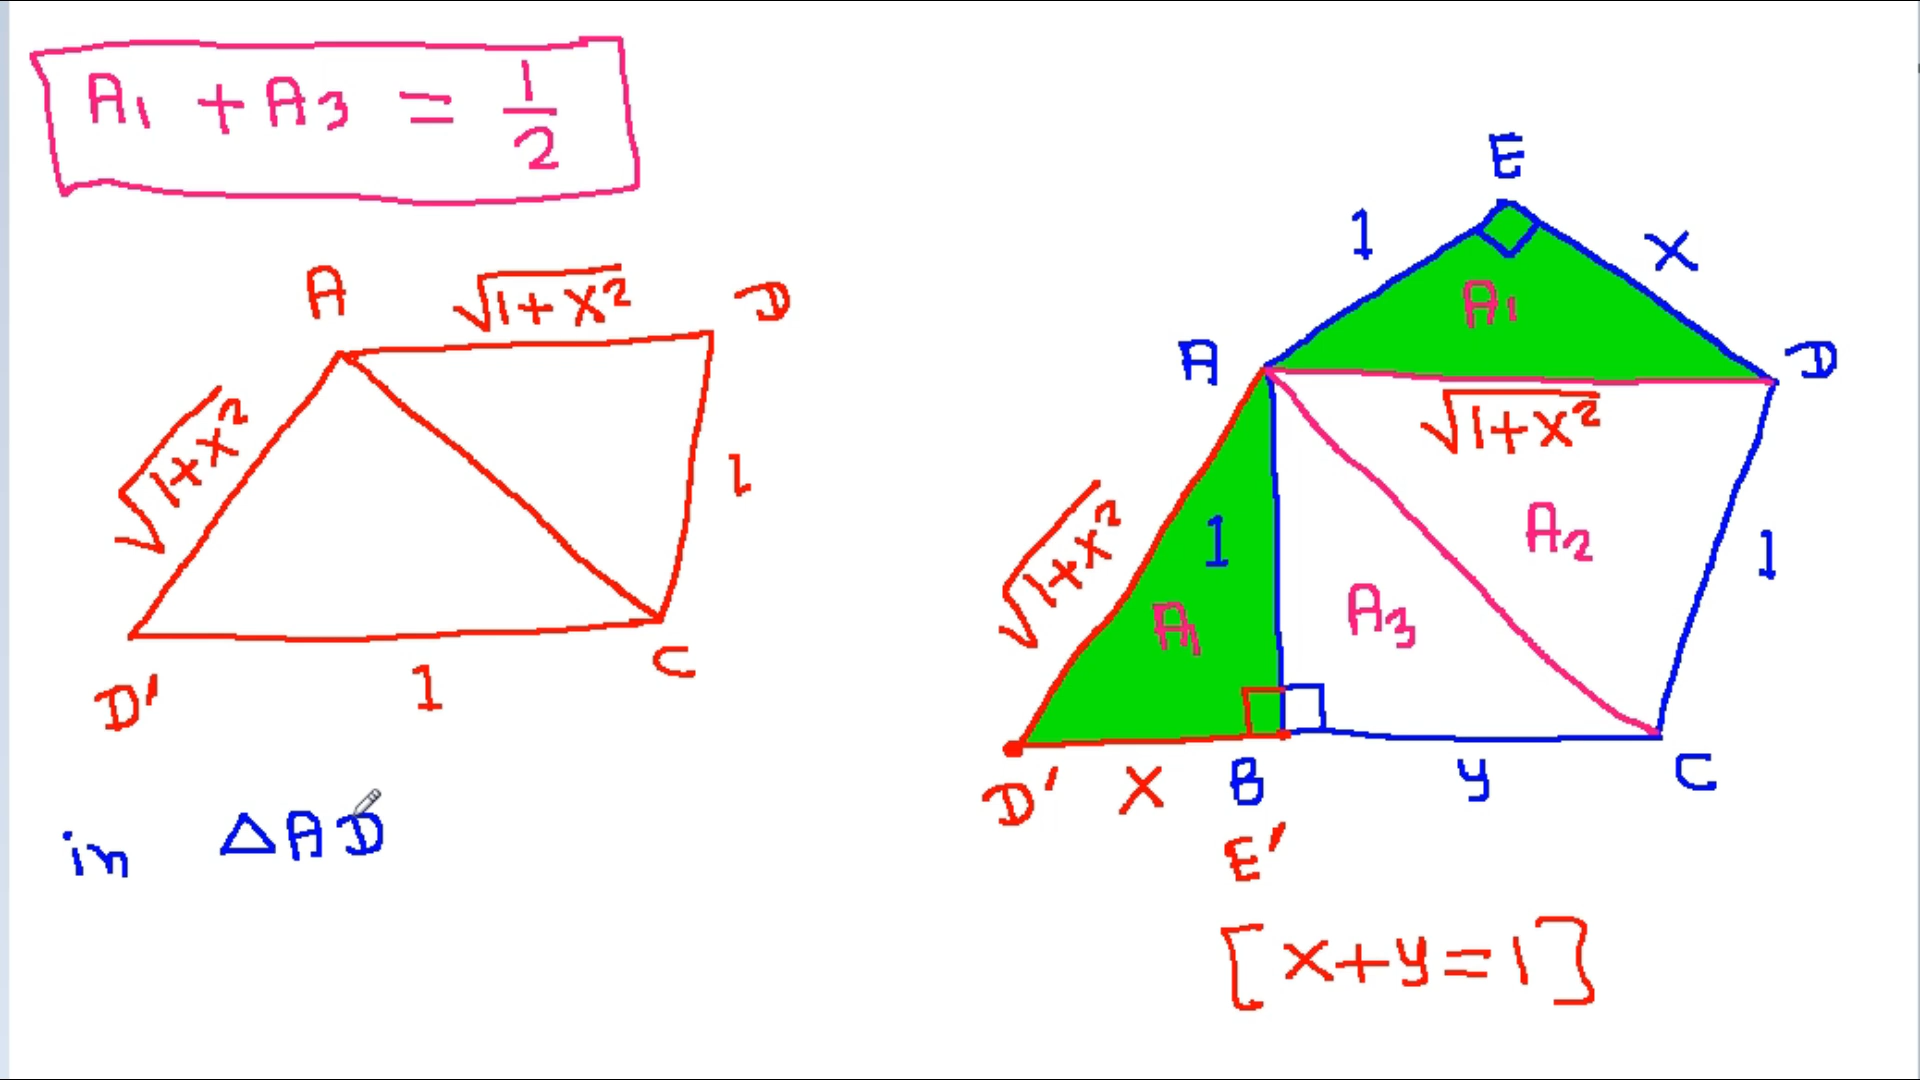 A₁ + A₃ = 1/2
A
√1+x²
D
√1+x²
1
D'
1
C
in △AD
E
1
x
A₁
A
D
√1+x²
√1+x²
1
A₂
1
A₁
A₃
D'
x
B
y
C
E'
[x+y=1]